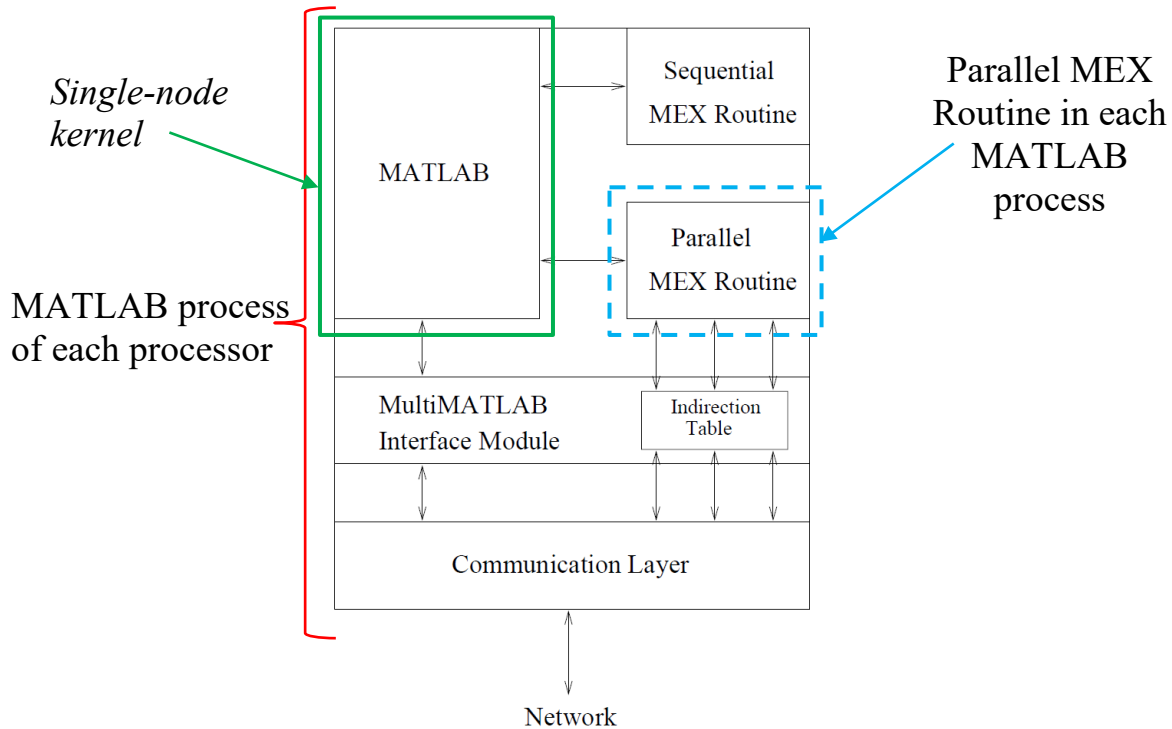 Single-node
kernel
MATLAB process
of each processor
MATLAB
Sequential
MEX Routine
Parallel
MEX Routine
Parallel MEX
Routine in each
MATLAB
process
MultiMATLAB
Interface Module
Indirection
Table
Communication Layer
Network